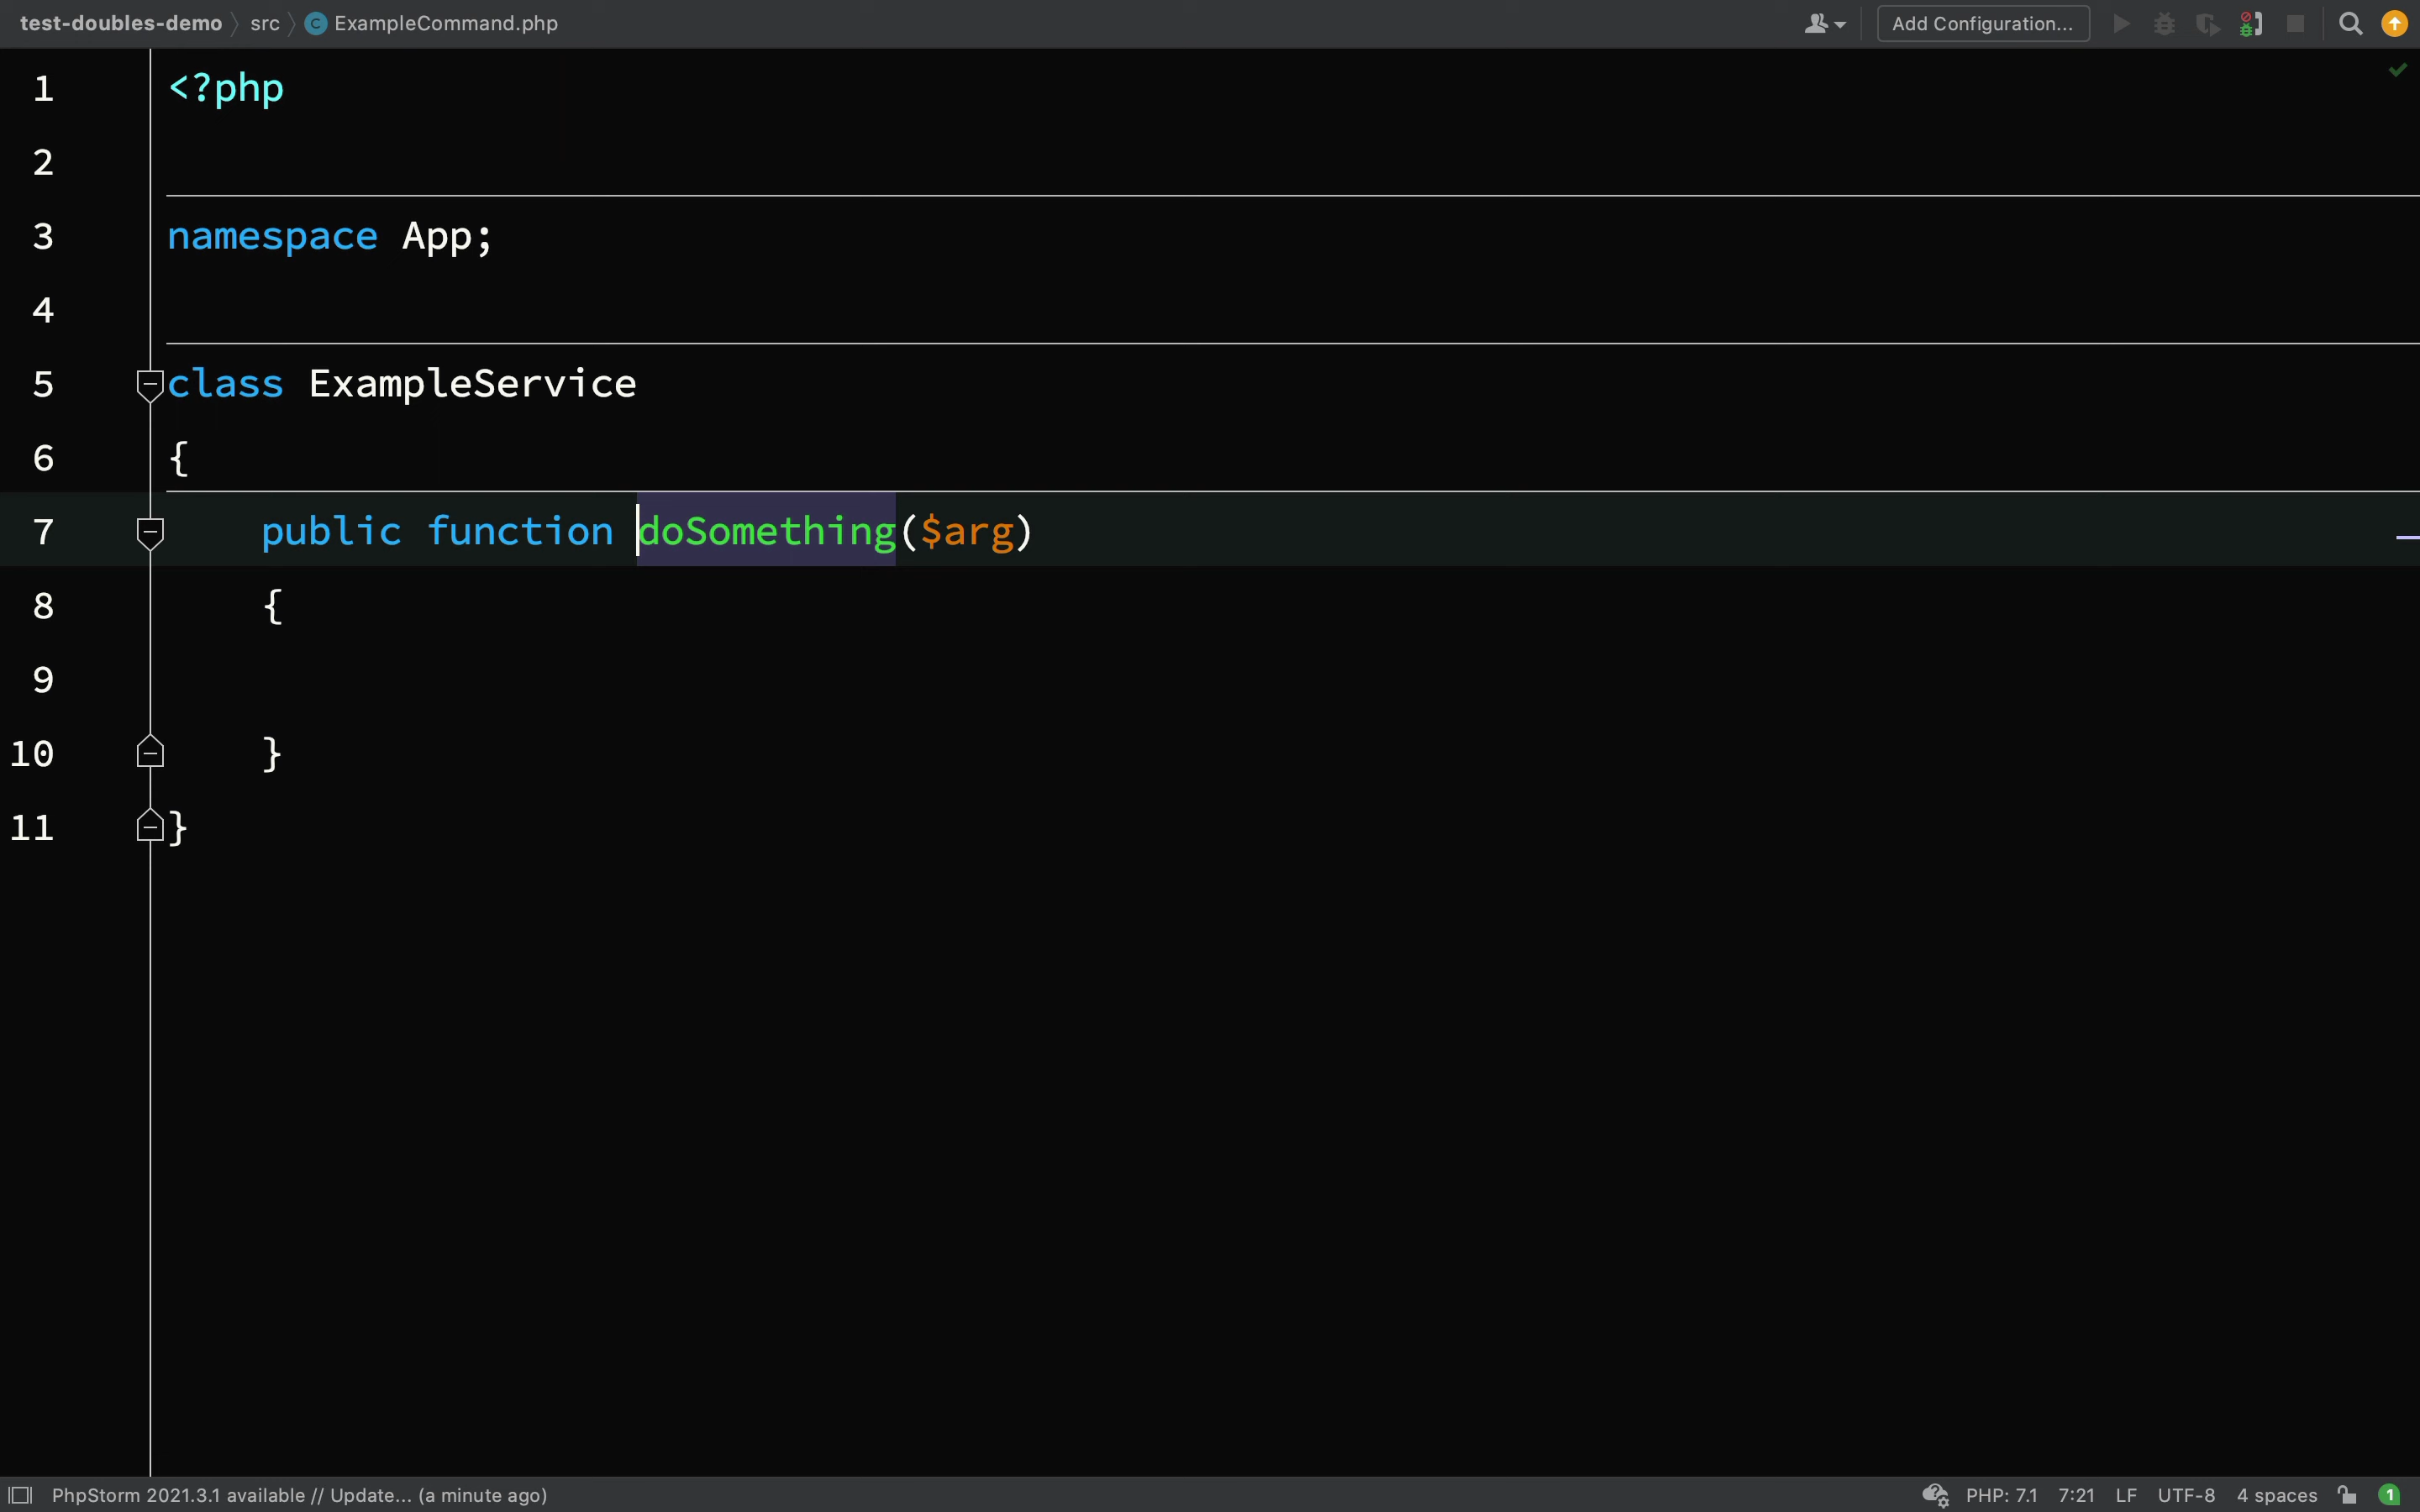 test-doubles-demo src C ExampleCommand.php Add Configuration...
1 <?php
2
3 namespace App;
4
5 class ExampleService
6 {
7     public function doSomething($arg)
8     {
9
10     }
11 }
PhpStorm 2021.3.1 available // Update... (a minute ago) PHP: 7.1 7:21 LF UTF-8 4 spaces 1